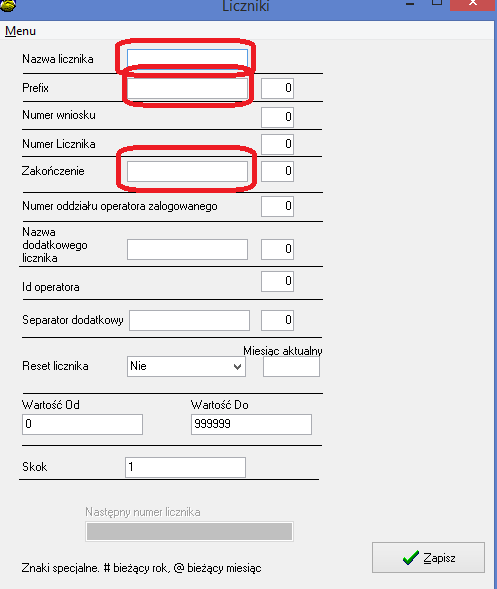 Liczniki
Menu
Nazwa licznika
Prefix 0
Numer wniosku 0
Numer Licznika 0
Zakończenie 0
Numer oddziału operatora zalogowanego 0
Nazwa
dodatkowego
licznika 0
Id operatora 0
Separator dodatkowy 0
Miesiąc aktualny
Reset licznika Nie
Wartość Od Wartość Do
0 999999
Skok 1
Następny numer licznika
Zapisz
Znaki specjalne. # bieżący rok, @ bieżący miesiąc